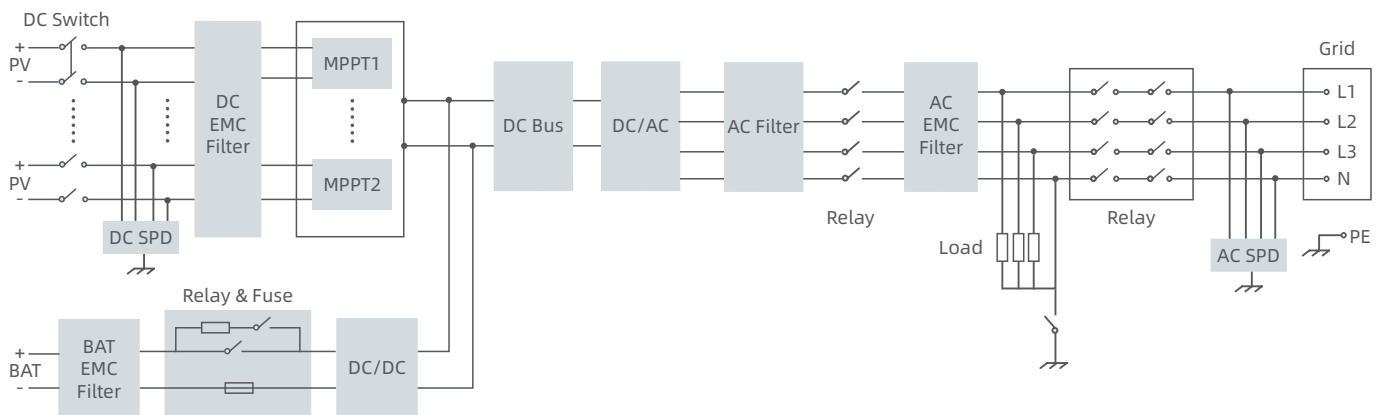 DC Switch
+
PV
-
+
PV
-
DC SPD
DC
EMC
Filter
MPPT1
MPPT2
DC Bus
DC/AC
AC Filter
Relay
AC
EMC
Filter
Load
Relay
Grid
L1
L2
L3
N
PE
AC SPD
Relay & Fuse
+
BAT
-
BAT
EMC
Filter
DC/DC